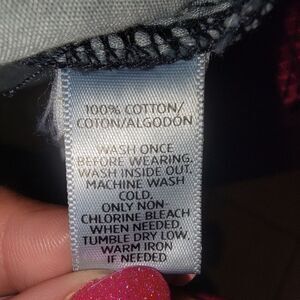 100% COTTON/
COTON/ALGODÓN
WASH ONCE
BEFORE WEARING.
WASH INSIDE OUT.
MACHINE WASH
COLD,
ONLY NON-
CHLORINE BLEACH
WHEN NEEDED,
TUMBLE DRY LOW,
WARM IRON
IF NEEDED